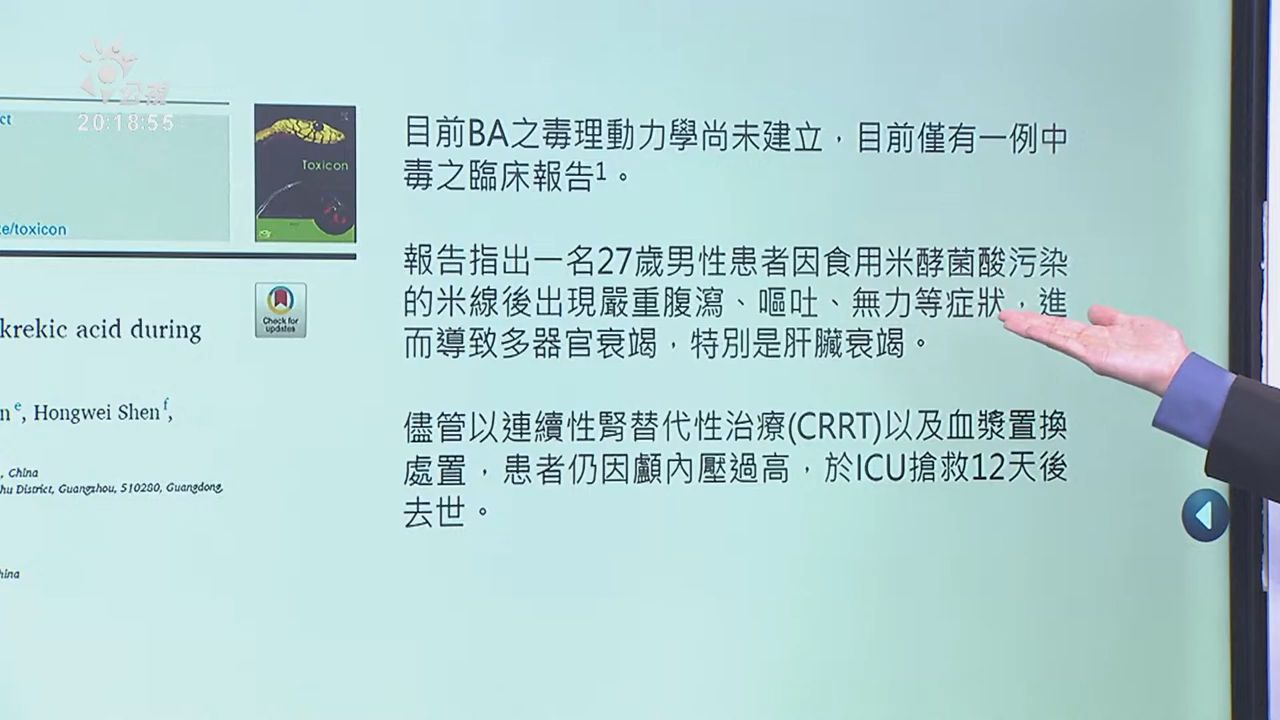 公視
20:18:55
ct
Toxicon
te/toxicon
Check for
updates
krekic acid during
n e, Hongwei Shen f,
, China
hu District, Guangzhou, 510280, Guangdong,
hina
目前BA之毒理動力學尚未建立，目前僅有一例中
毒之臨床報告1。
報告指出一名27歲男性患者因食用米酵菌酸污染
的米線後出現嚴重腹瀉、嘔吐、無力等症狀，進
而導致多器官衰竭，特別是肝臟衰竭。
儘管以連續性腎替代性治療(CRRT)以及血漿置換
處置，患者仍因顱內壓過高，於ICU搶救12天後
去世。